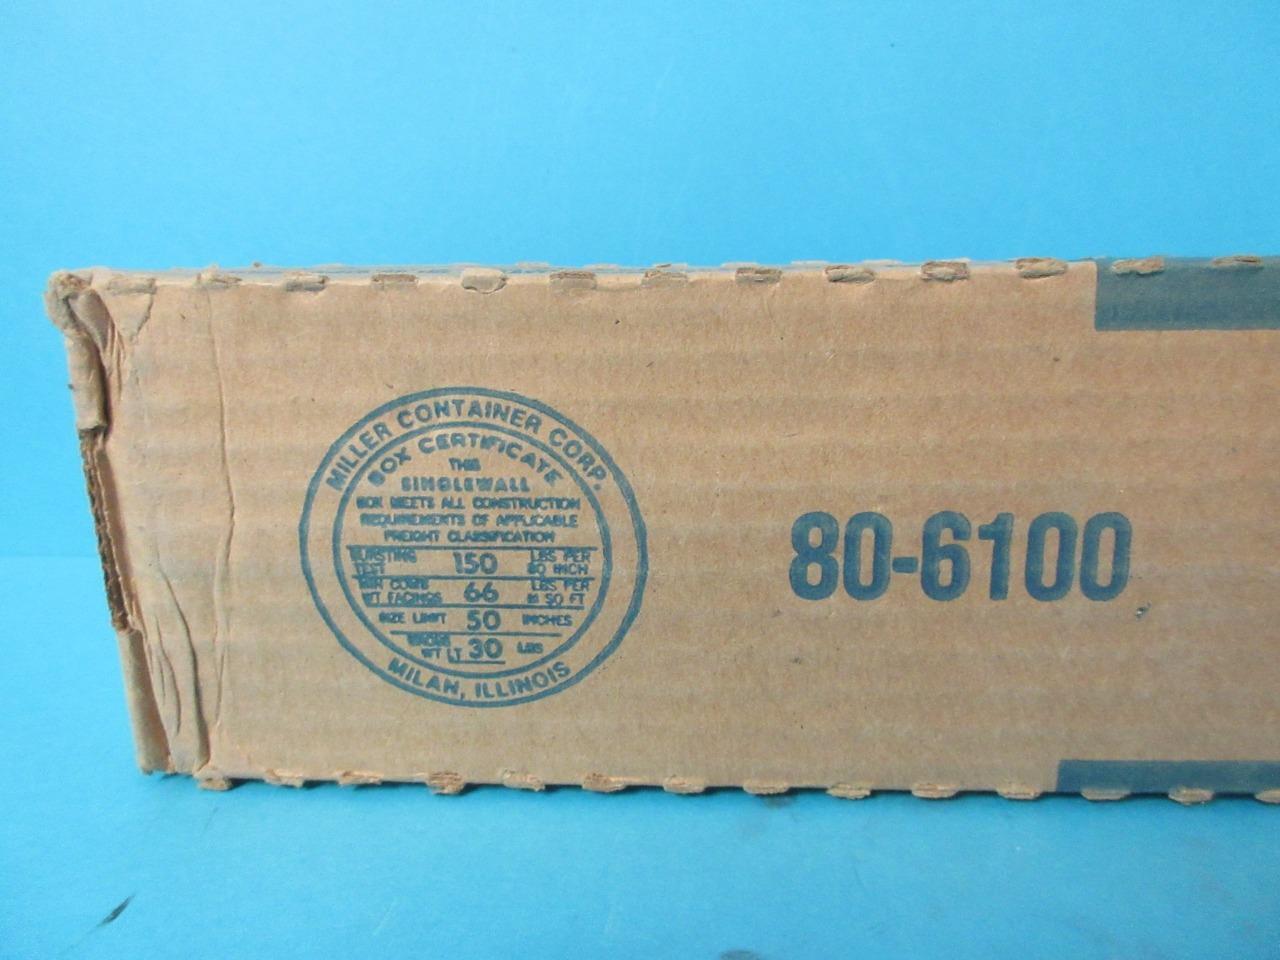 MILLER CONTAINER CORP.
BOX CERTIFICATE
THIS
SINGLEWALL
BOX MEETS ALL CONSTRUCTION
REQUIREMENTS OF APPLICABLE
FREIGHT CLASSIFICATION
BURSTING TEST 150 LBS PER SQ INCH
MIN COMB WT FACINGS 66 LBS PER M SQ FT
SIZE LIMIT 50 INCHES
GROSS WT LT 30 LBS
MILAN, ILLINOIS
80-6100